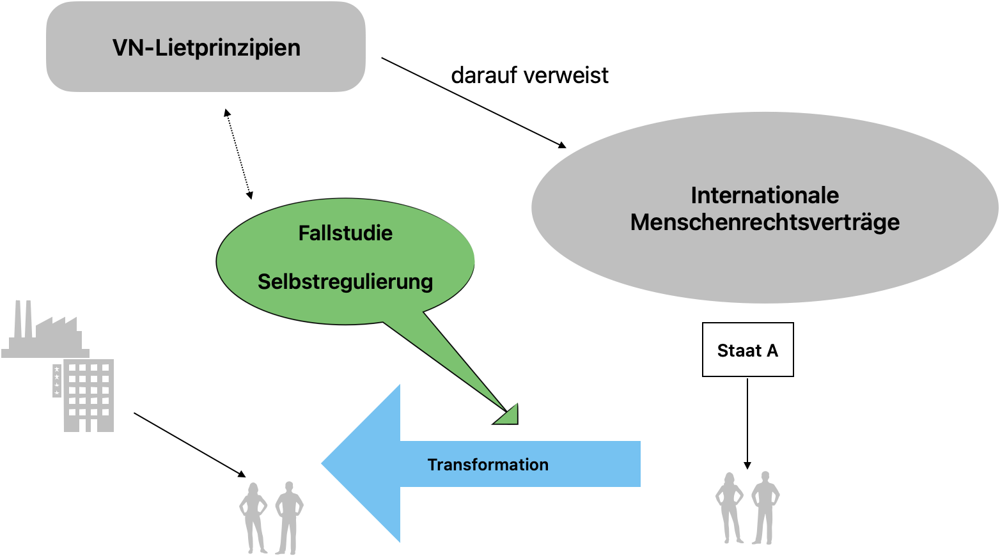 VN-Lietprinzipien
darauf verweist
Internationale
Menschenrechtsverträge
Fallstudie
Selbstregulierung
Staat A
Transformation